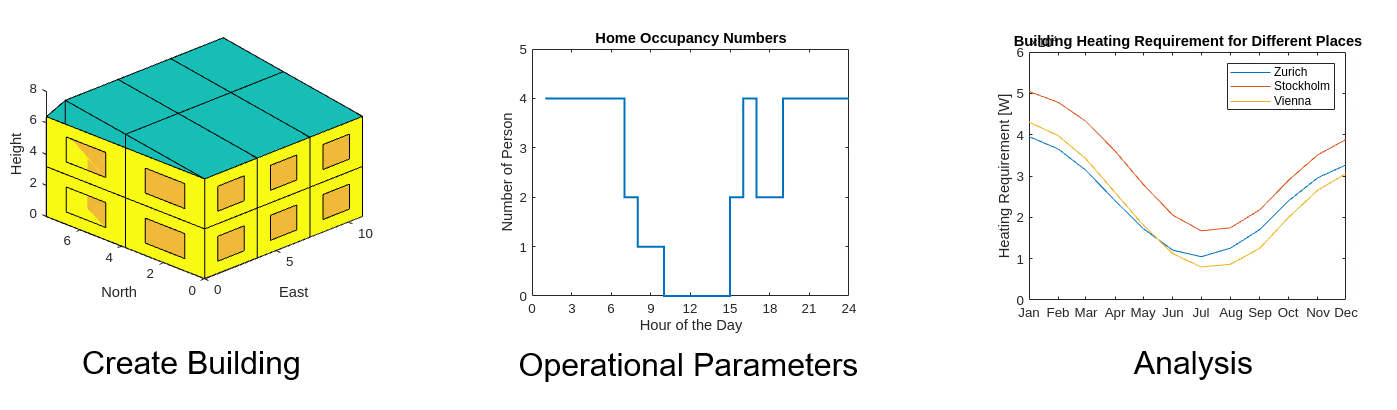 8
6
4
2
0
Height
6
4
2
0
North
0
5
10
East
Create Building
Home Occupancy Numbers
5
4
3
2
1
0
Number of Person
0 3 6 9 12 15 18 21 24
Hour of the Day
Operational Parameters
Building Heating Requirement for Different Places
6
5
4
3
2
1
0
Heating Requirement [W]
Zurich
Stockholm
Vienna
Jan Feb Mar Apr May Jun Jul Aug Sep Oct Nov Dec
Analysis